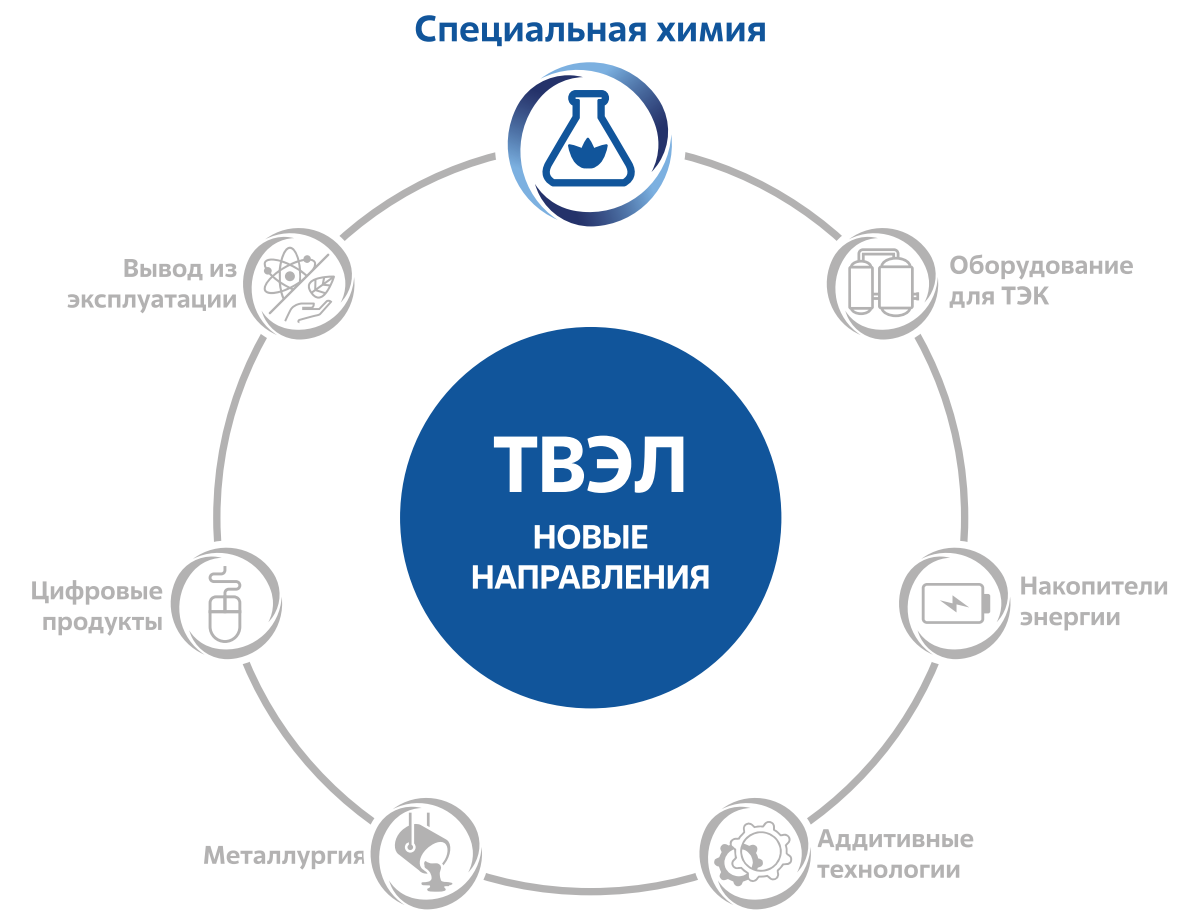 Специальная химия
Вывод из
эксплуатации
Оборудование
для ТЭК
ТВЭЛ
НОВЫЕ
НАПРАВЛЕНИЯ
Цифровые
продукты
Накопители
энергии
Металлургия
Аддитивные
технологии